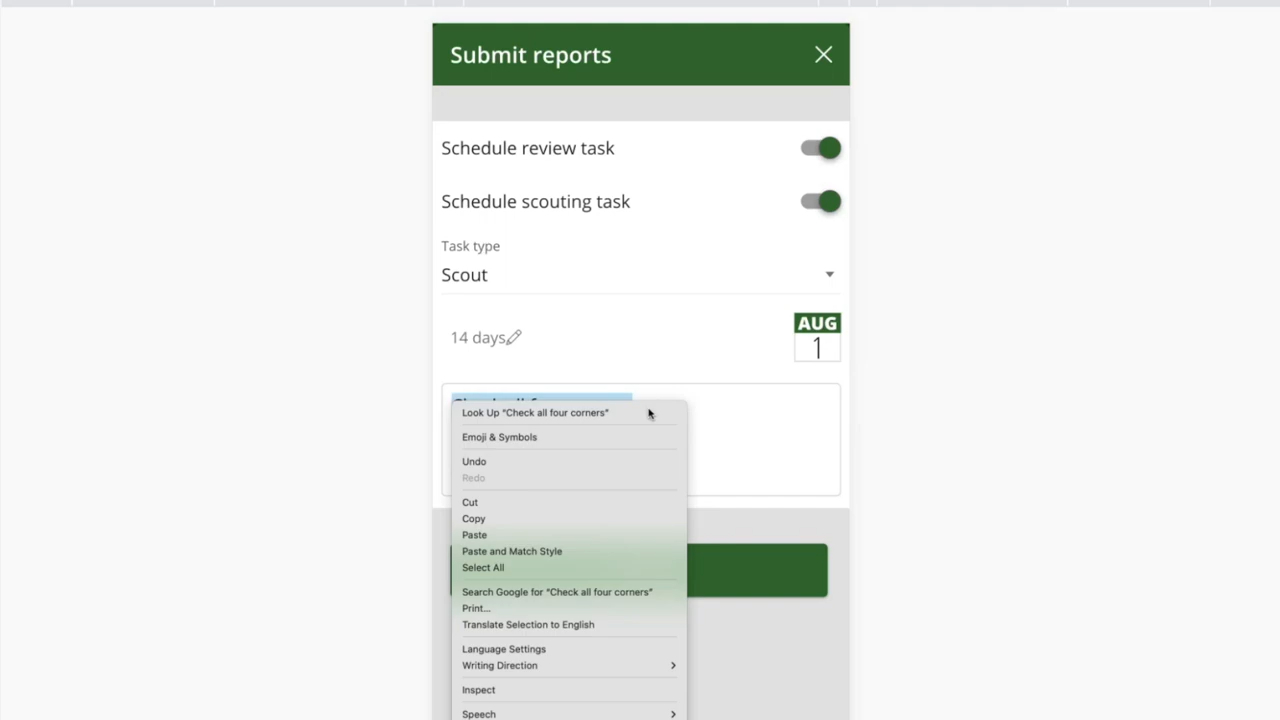 Submit reports
Schedule review task
Schedule scouting task
Task type
Scout
14 days
AUG
1
Look Up “Check all four corners”
Emoji & Symbols
Undo
Redo
Cut
Copy
Paste
Paste and Match Style
Select All
Search Google for “Check all four corners”
Print...
Translate Selection to English
Language Settings
Writing Direction
Inspect
Speech